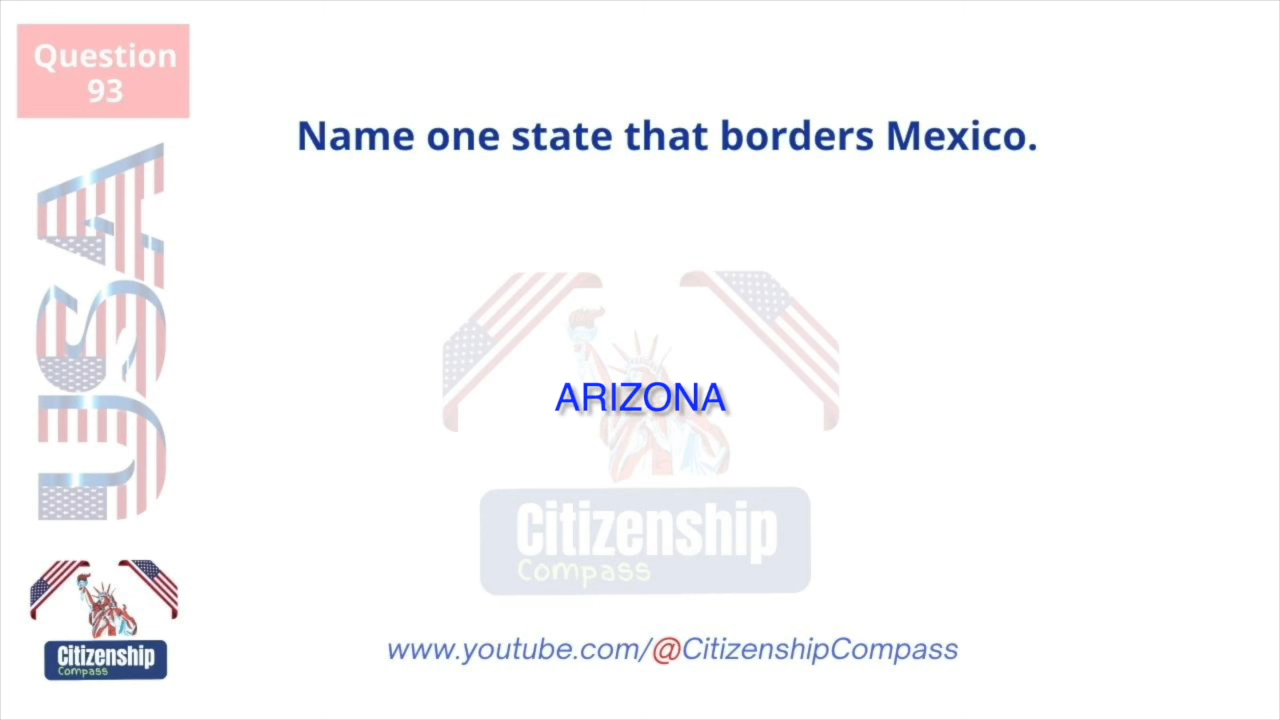 Question
93
Name one state that borders Mexico.
USA
ARIZONA
Citizenship
Compass
Citizenship
Compass
www.youtube.com/@CitizenshipCompass